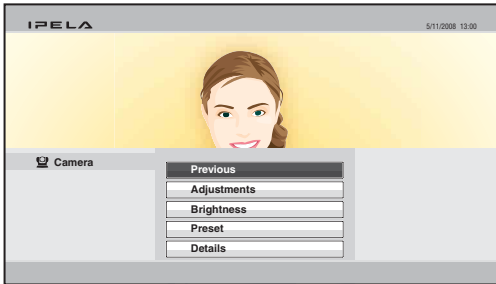 IPELA
5/11/2008 13:00
Camera
Previous
Adjustments
Brightness
Preset
Details